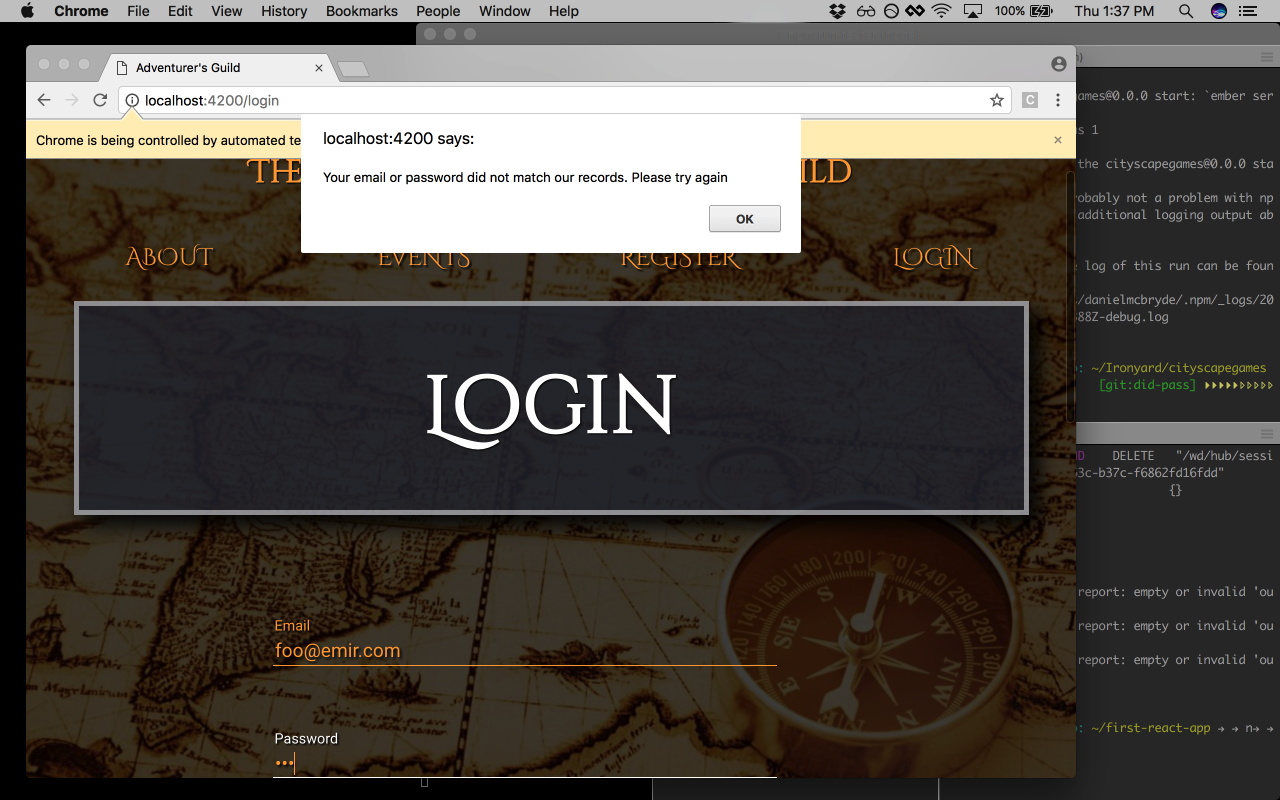 Chrome File Edit View History Bookmarks People Window Help 100% Thu 1:37 PM
Adventurer's Guild
localhost:4200/login
C
Chrome is being controlled by automated te
localhost:4200 says:
Your email or password did not match our records. Please try again
OK
THE
ILD
ABOUT EVENTS REGISTER LOGIN
LOGIN
Email
foo@emir.com
Password
ames@0.0.0 start: `ember ser
s 1
the cityscapegames@0.0.0 sta
obably not a problem with np
additional logging output ab
log of this run can be foun
/danielmcbryde/.npm/_logs/20
88Z-debug.log
: ~/Ironyard/cityscapegames
[git:did-pass]
D DELETE "/wd/hub/sessi
3c-b37c-f6862fd16fdd"
{}
report: empty or invalid 'ou
report: empty or invalid 'ou
report: empty or invalid 'ou
: ~/first-react-app → → n→ →